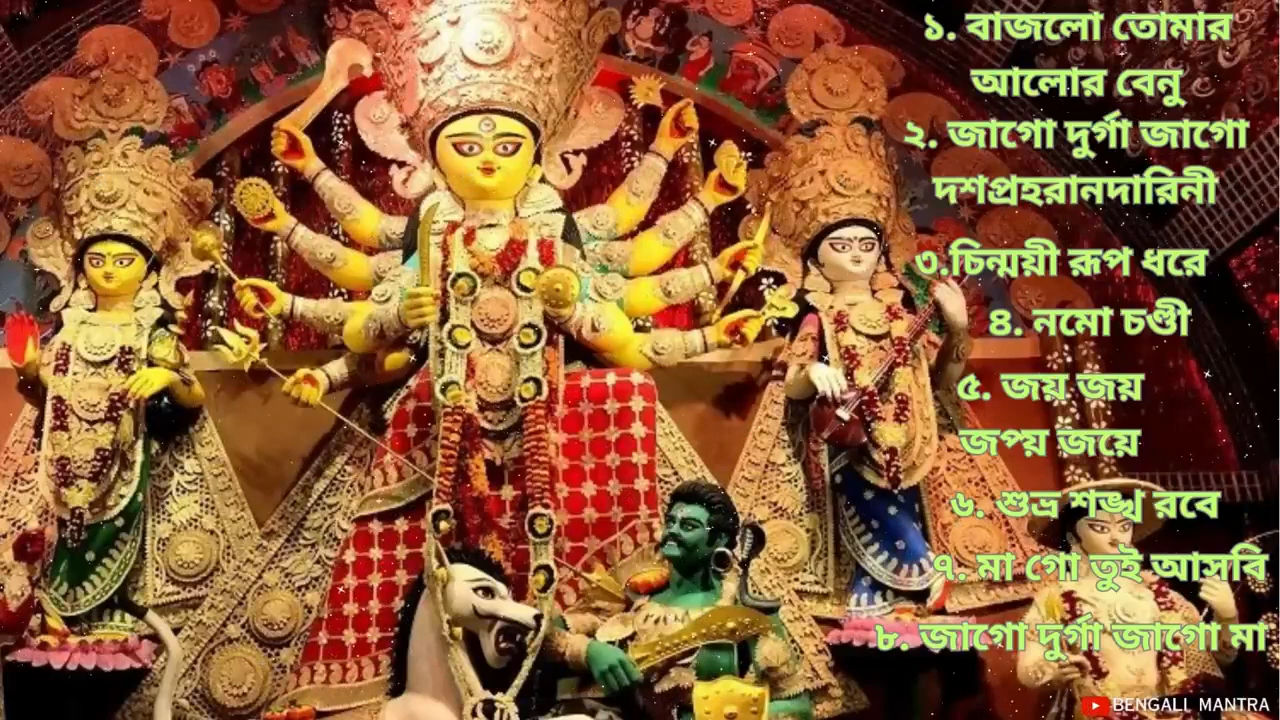 ১. বাজলো তোমার
আলোর বেনু
২. জাগো দুর্গা জাগো
দশপ্রহরানদারিনী
৩.চিন্ময়ী রূপ ধরে
৪. নমো চণ্ডী
৫. জয় জয়
জপ্য় জয়ে
৬. শুভ্র শঙ্খ রবে
৭. মা গো তুই আসবি
৮. জাগো দুর্গা জাগো মা
BENGALI MANTRA